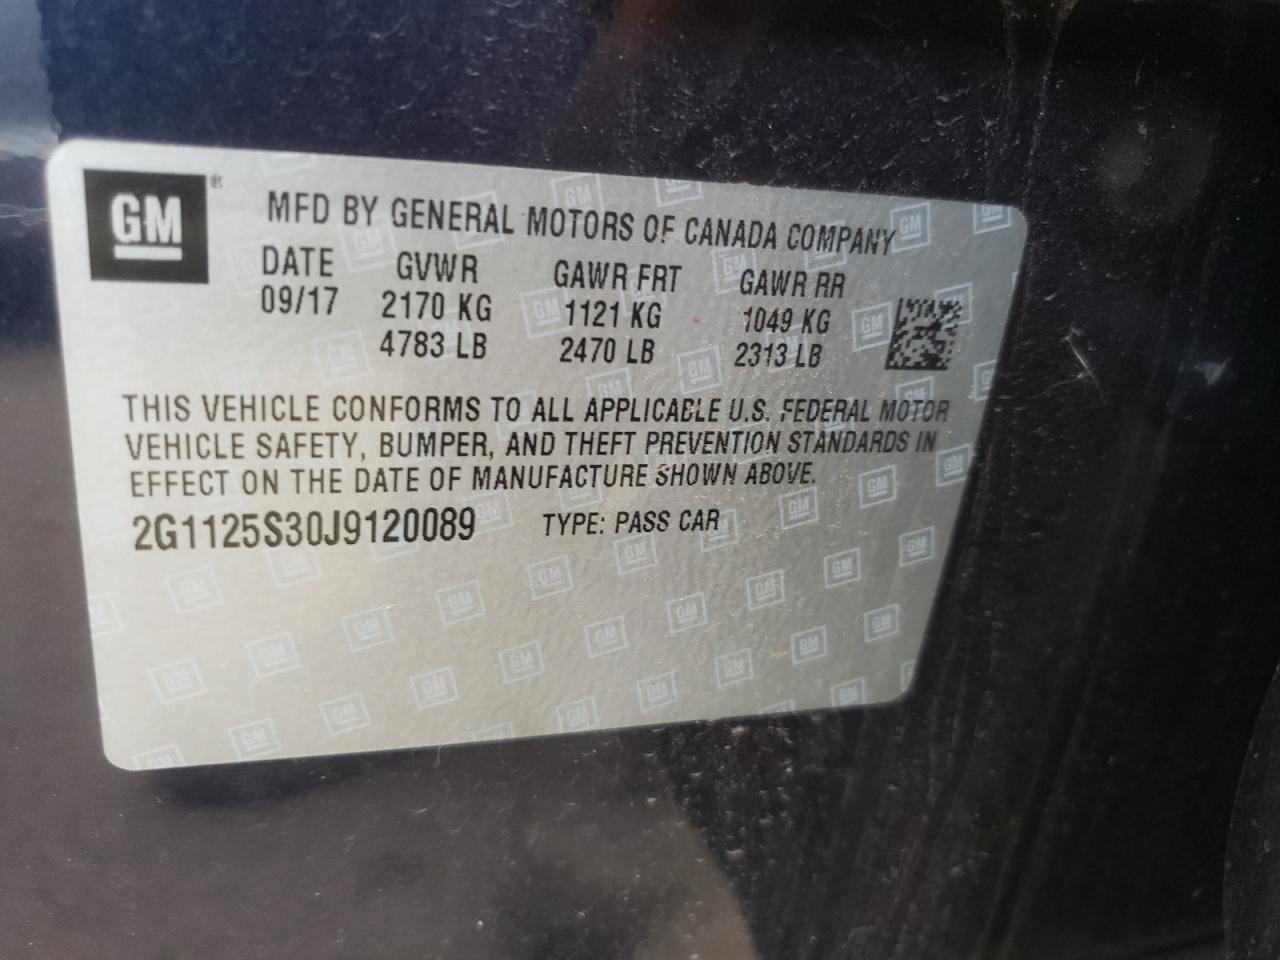 GM®
MFD BY GENERAL MOTORS OF CANADA COMPANY
DATE GVWR GAWR FRT GAWR RR
09/17 2170 KG 1121 KG 1049 KG
4783 LB 2470 LB 2313 LB
THIS VEHICLE CONFORMS TO ALL APPLICABLE U.S. FEDERAL MOTOR
VEHICLE SAFETY, BUMPER, AND THEFT PREVENTION STANDARDS IN
EFFECT ON THE DATE OF MANUFACTURE SHOWN ABOVE.
2G1125S30J9120089 TYPE: PASS CAR